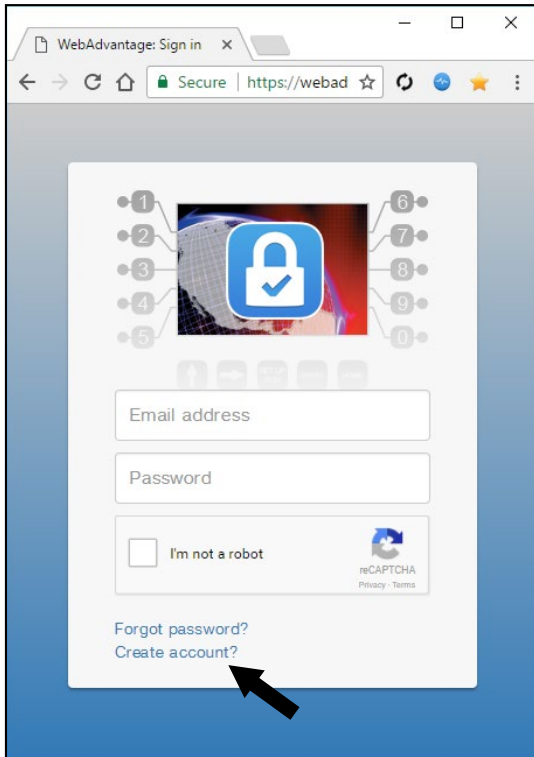 WebAdvantage: Sign in
Secure | https://webad
1
6
2
7
3
8
4
9
5
0
Email address
Password
I'm not a robot
reCAPTCHA
Privacy - Terms
Forgot password?
Create account?